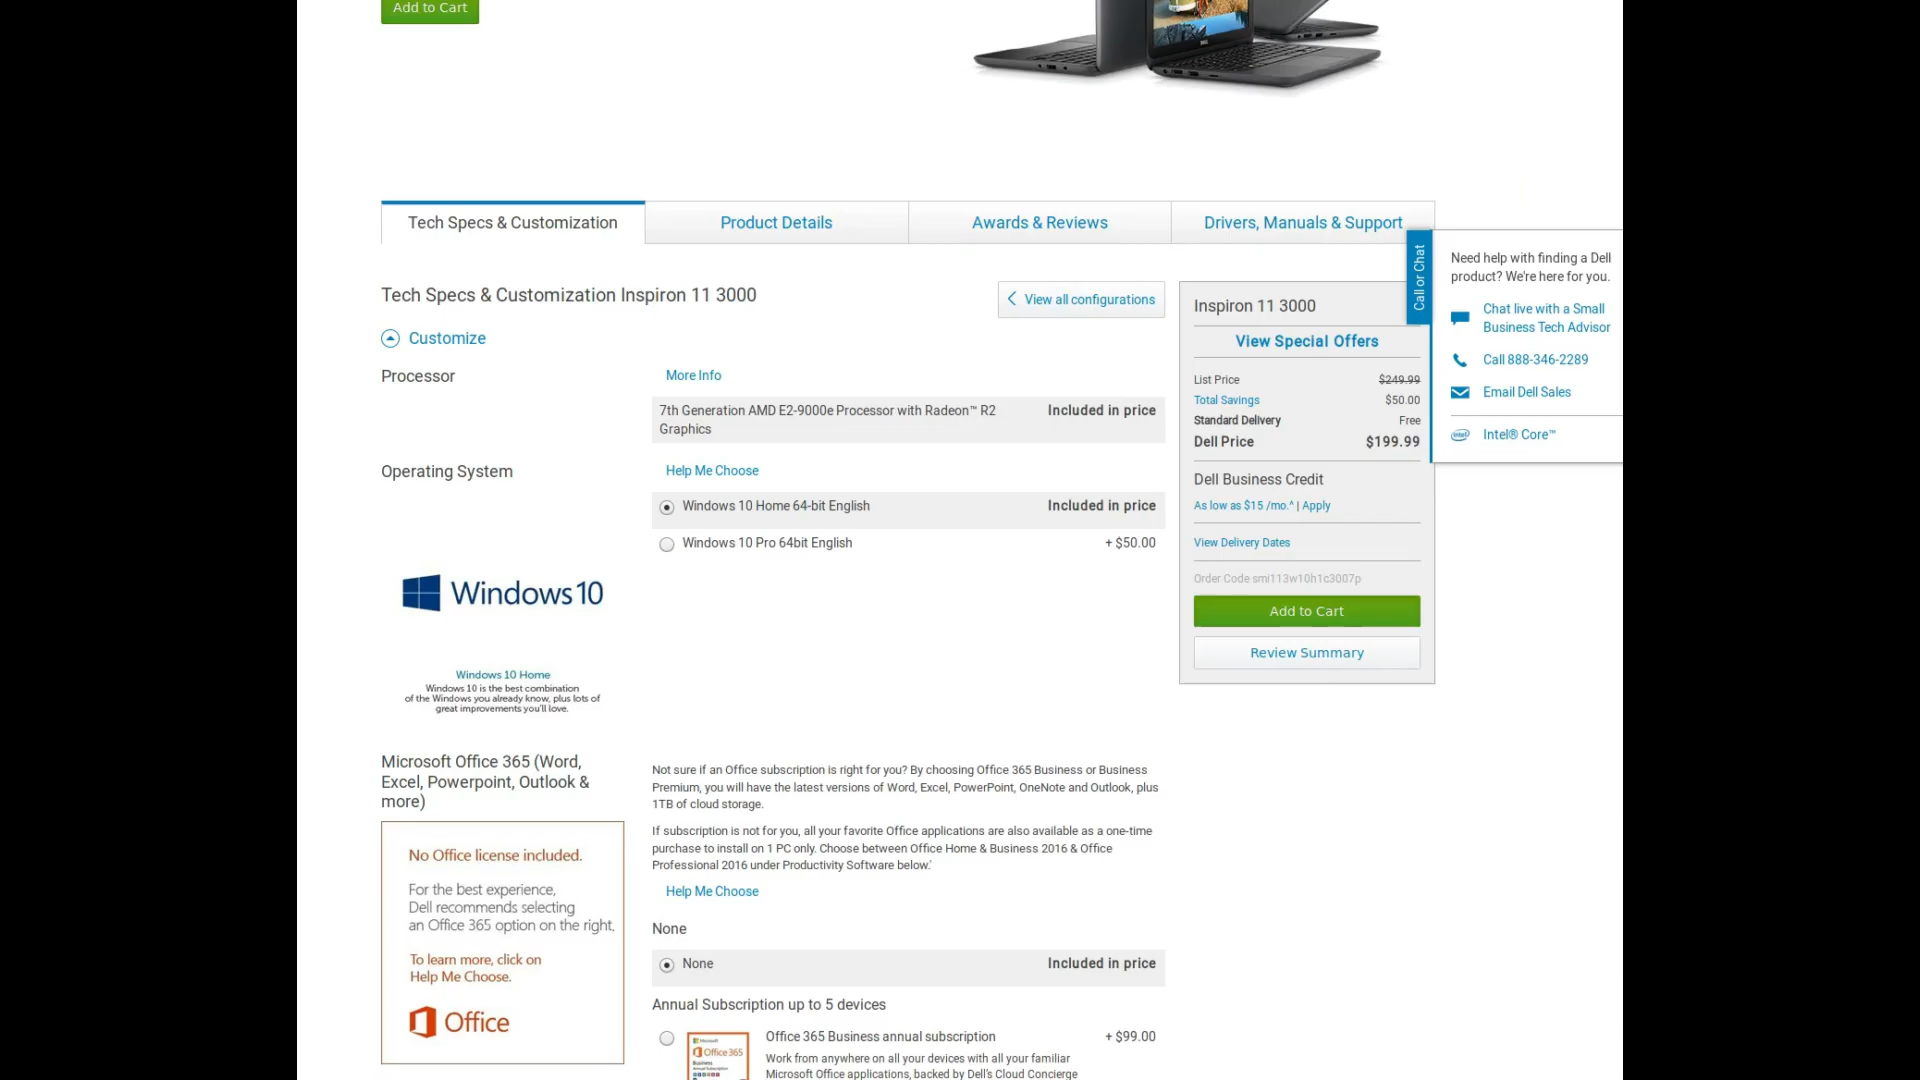 Add to Cart
DELL
Tech Specs & Customization
Product Details
Awards & Reviews
Drivers, Manuals & Support
Call or Chat
Need help with finding a Dell
product? We're here for you.
Chat live with a Small
Business Tech Advisor
Call 888-346-2289
Email Dell Sales
intel
Intel® Core™
Tech Specs & Customization Inspiron 11 3000
View all configurations
Customize
Processor
More Info
7th Generation AMD E2-9000e Processor with Radeon™ R2
Graphics
Included in price
Operating System
Help Me Choose
Windows 10 Home 64-bit English
Included in price
Windows 10 Pro 64bit English
+ $50.00
Windows 10
Windows 10 Home
Windows 10 is the best combination
of the Windows you already know, plus lots of
great improvements you'll love.
Inspiron 11 3000
View Special Offers
List Price $249.99
Total Savings $50.00
Standard Delivery Free
Dell Price $199.99
Dell Business Credit
As low as $15 /mo.^ | Apply
View Delivery Dates
Order Code smi113w10h1c3007p
Add to Cart
Review Summary
Microsoft Office 365 (Word,
Excel, Powerpoint, Outlook &
more)
No Office license included.
For the best experience,
Dell recommends selecting
an Office 365 option on the right.
To learn more, click on
Help Me Choose.
Office
Not sure if an Office subscription is right for you? By choosing Office 365 Business or Business
Premium, you will have the latest versions of Word, Excel, PowerPoint, OneNote and Outlook, plus
1TB of cloud storage.
If subscription is not for you, all your favorite Office applications are also available as a one-time
purchase to install on 1 PC only. Choose between Office Home & Business 2016 & Office
Professional 2016 under Productivity Software below.
Help Me Choose
None
None
Included in price
Annual Subscription up to 5 devices
Microsoft
Office 365
Business
Office 365 Business annual subscription
+ $99.00
Work from anywhere on all your devices with all your familiar
Microsoft Office applications, backed by Dell's Cloud Concierge